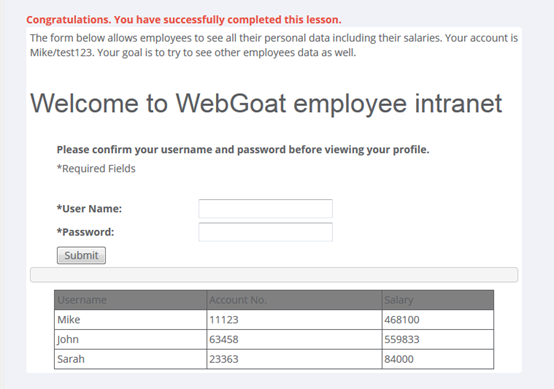 Congratulations. You have successfully completed this lesson.
The form below allows employees to see all their personal data including their salaries. Your account is
Mike/test123. Your goal is to try to see other employees data as well.
Welcome to WebGoat employee intranet
Please confirm your username and password before viewing your profile.
*Required Fields
*User Name:
*Password:
Submit
Username Account No. Salary
Mike 11123 468100
John 63458 559833
Sarah 23363 84000